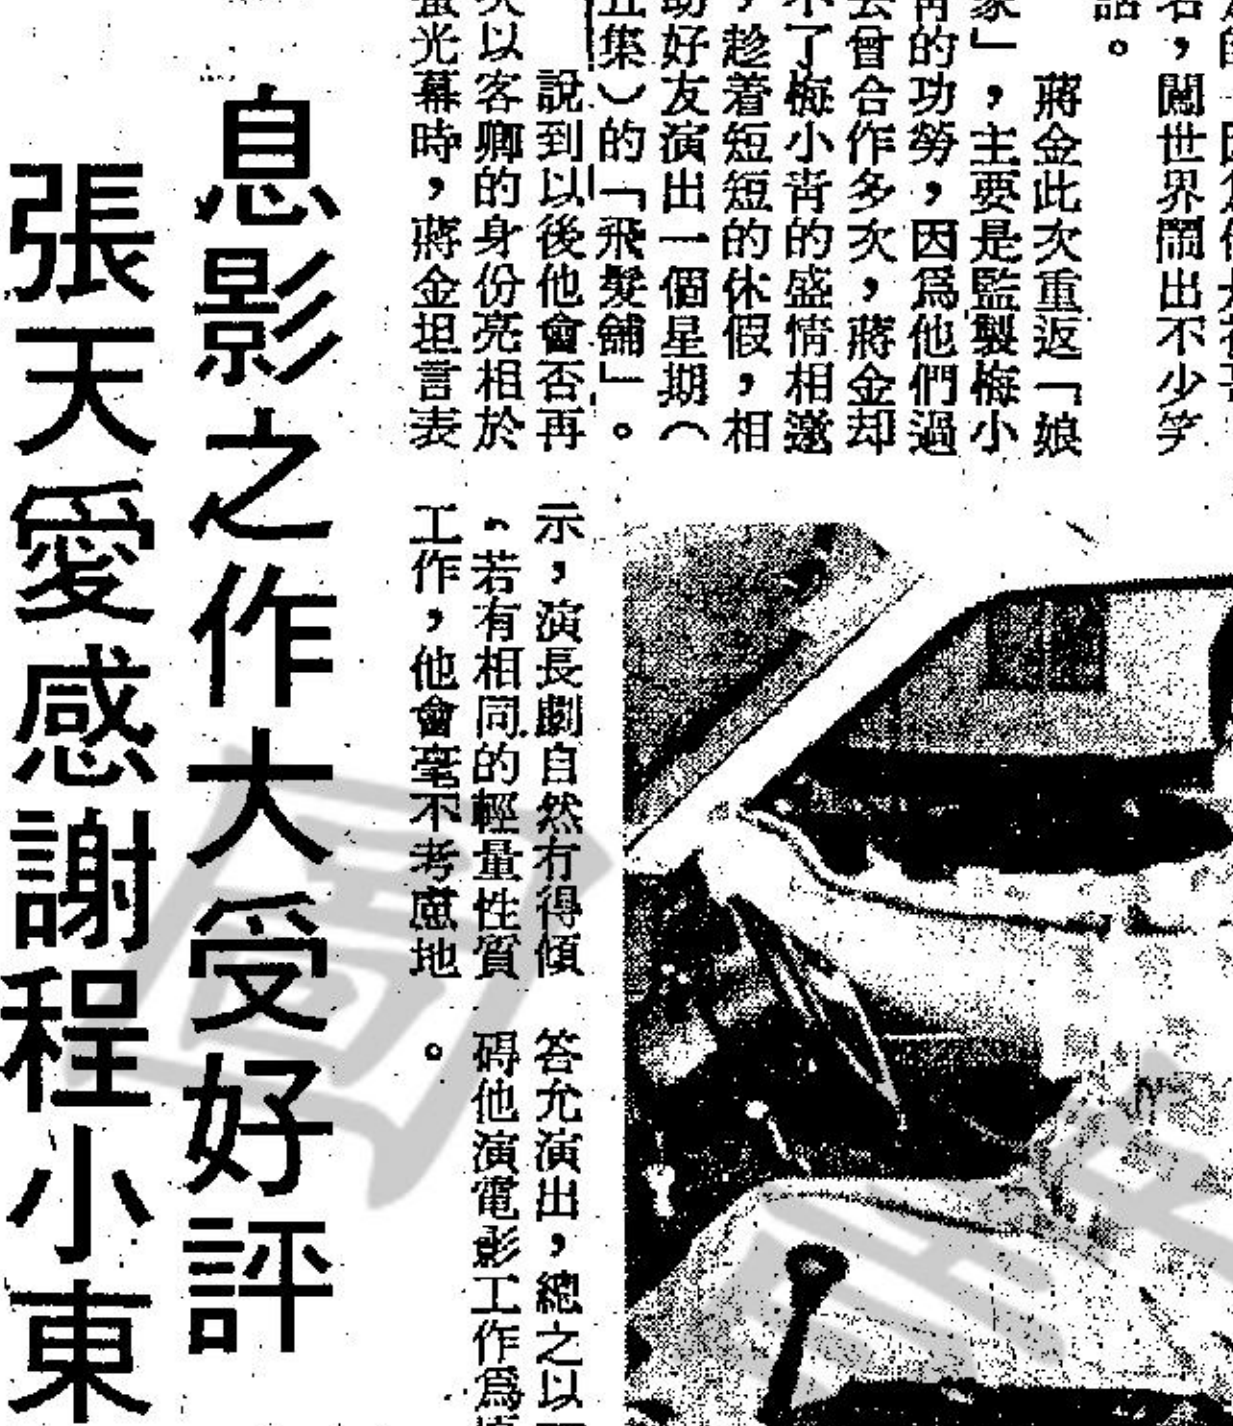 名，闖世界鬧出不少笑
話。
蔣金此次重返「娘
家」，主要是監製梅小
靑的功勞，因爲他們過
去曾合作多次，蔣金却
不了梅小靑的盛情相邀
，趁着短短的休假，相
助好友演出一個星期（
五集）的「飛髮舖」。
說到以後他會否再
次以客卿的身份亮相於
螢光幕時，蔣金坦言表
示，演長劇自然冇得傾
、若有相同的輕量性質
工作，他會毫不考慮地
答允演出，總之以
碍他演電影工作爲
。
息影之作大受好評
張天愛感謝程小東